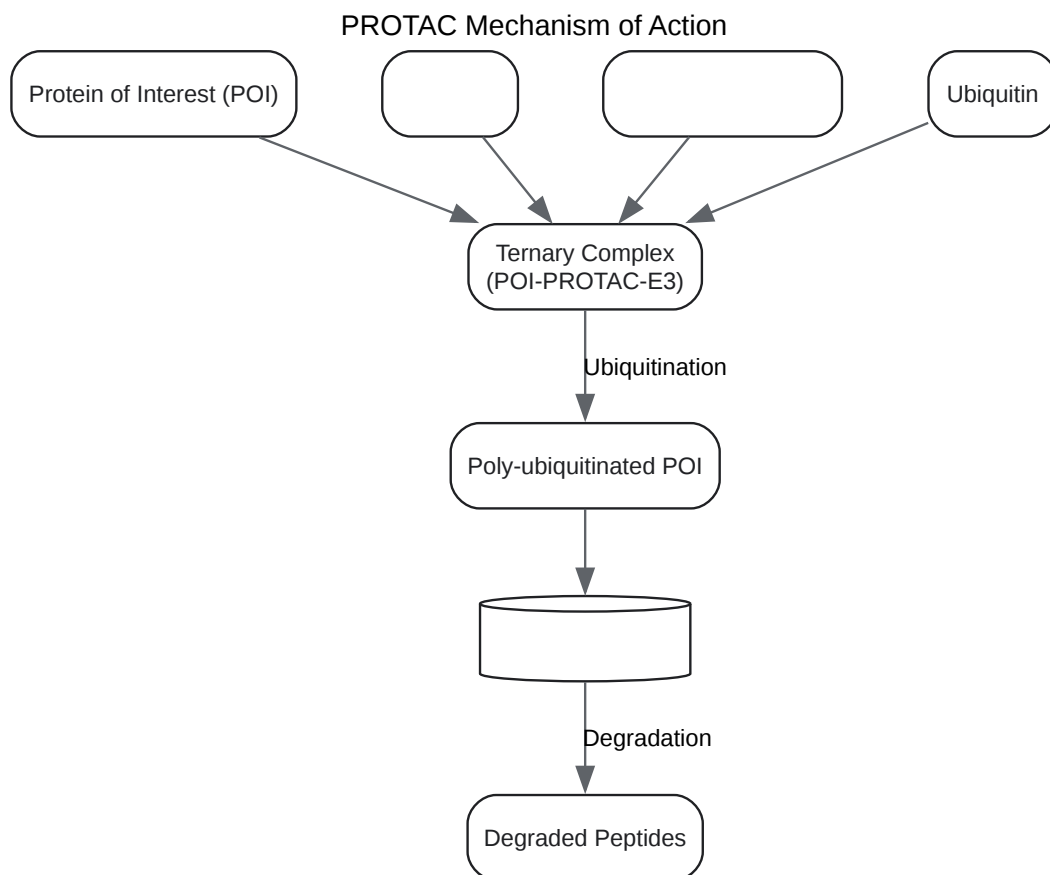 PROTAC Mechanism of Action
Protein of Interest (POI)
Ubiquitin
Ternary Complex
(POI-PROTAC-E3)
Ubiquitination
Poly-ubiquitinated POI
Degradation
Degraded Peptides